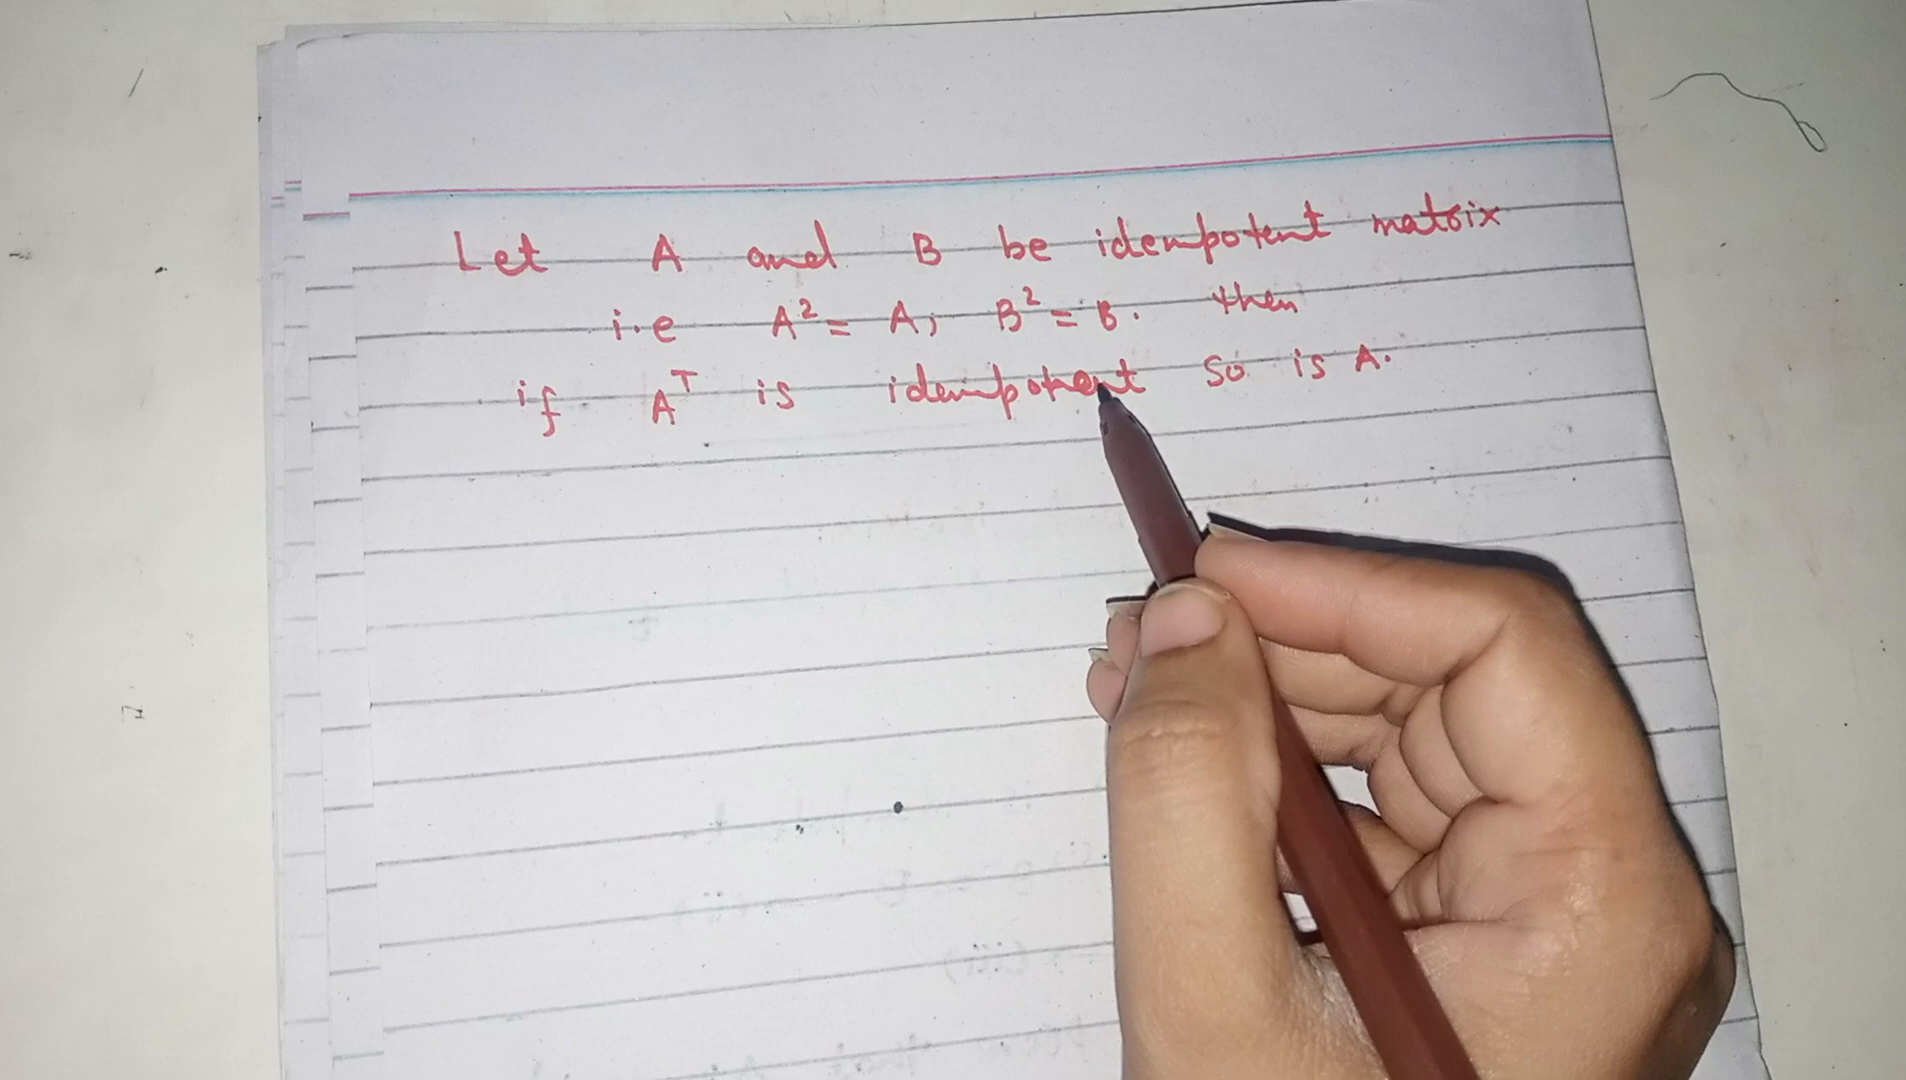 Let A and B be idempotent matrix
i.e A² = A, B² = B. then
if Aᵀ is idempotent so is A.